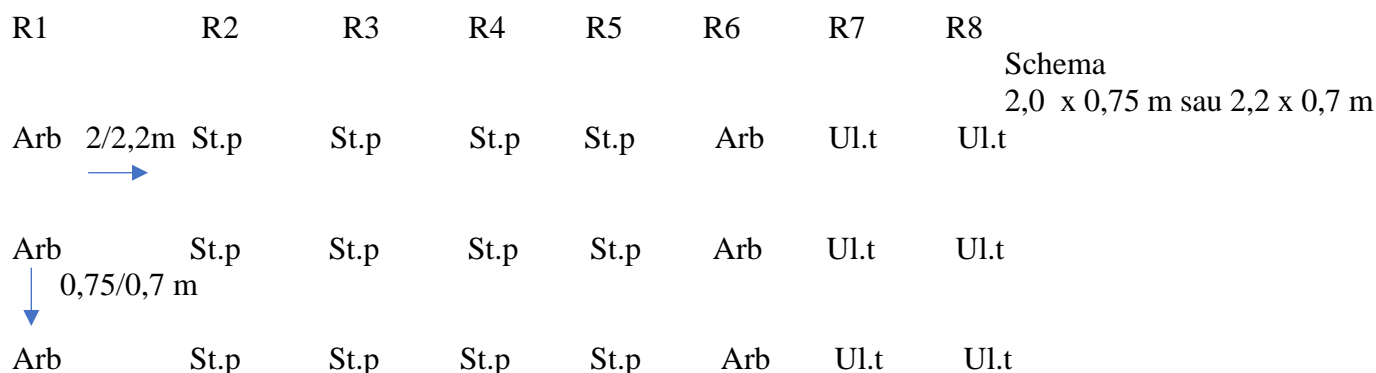 R1 R2 R3 R4 R5 R6 R7 R8
Schema
2,0 x 0,75 m sau 2,2 x 0,7 m
Arb 2/2,2m St.p St.p St.p St.p Arb Ul.t Ul.t
Arb St.p St.p St.p St.p Arb Ul.t Ul.t
0,75/0,7 m
Arb St.p St.p St.p St.p Arb Ul.t Ul.t